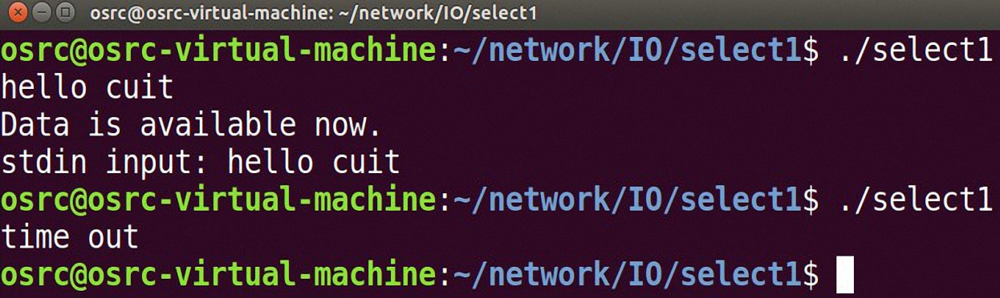 osrc@osrc-virtual-machine: ~/network/IO/select1
osrc@osrc-virtual-machine:~/network/IO/select1$ ./select1
hello cuit
Data is available now.
stdin input: hello cuit
osrc@osrc-virtual-machine:~/network/IO/select1$ ./select1
time out
osrc@osrc-virtual-machine:~/network/IO/select1$